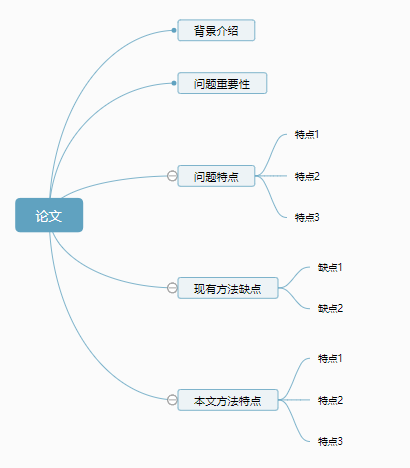 背景介绍
问题重要性
特点1
问题特点
特点2
特点3
论文
缺点1
现有方法缺点
缺点2
特点1
本文方法特点
特点2
特点3